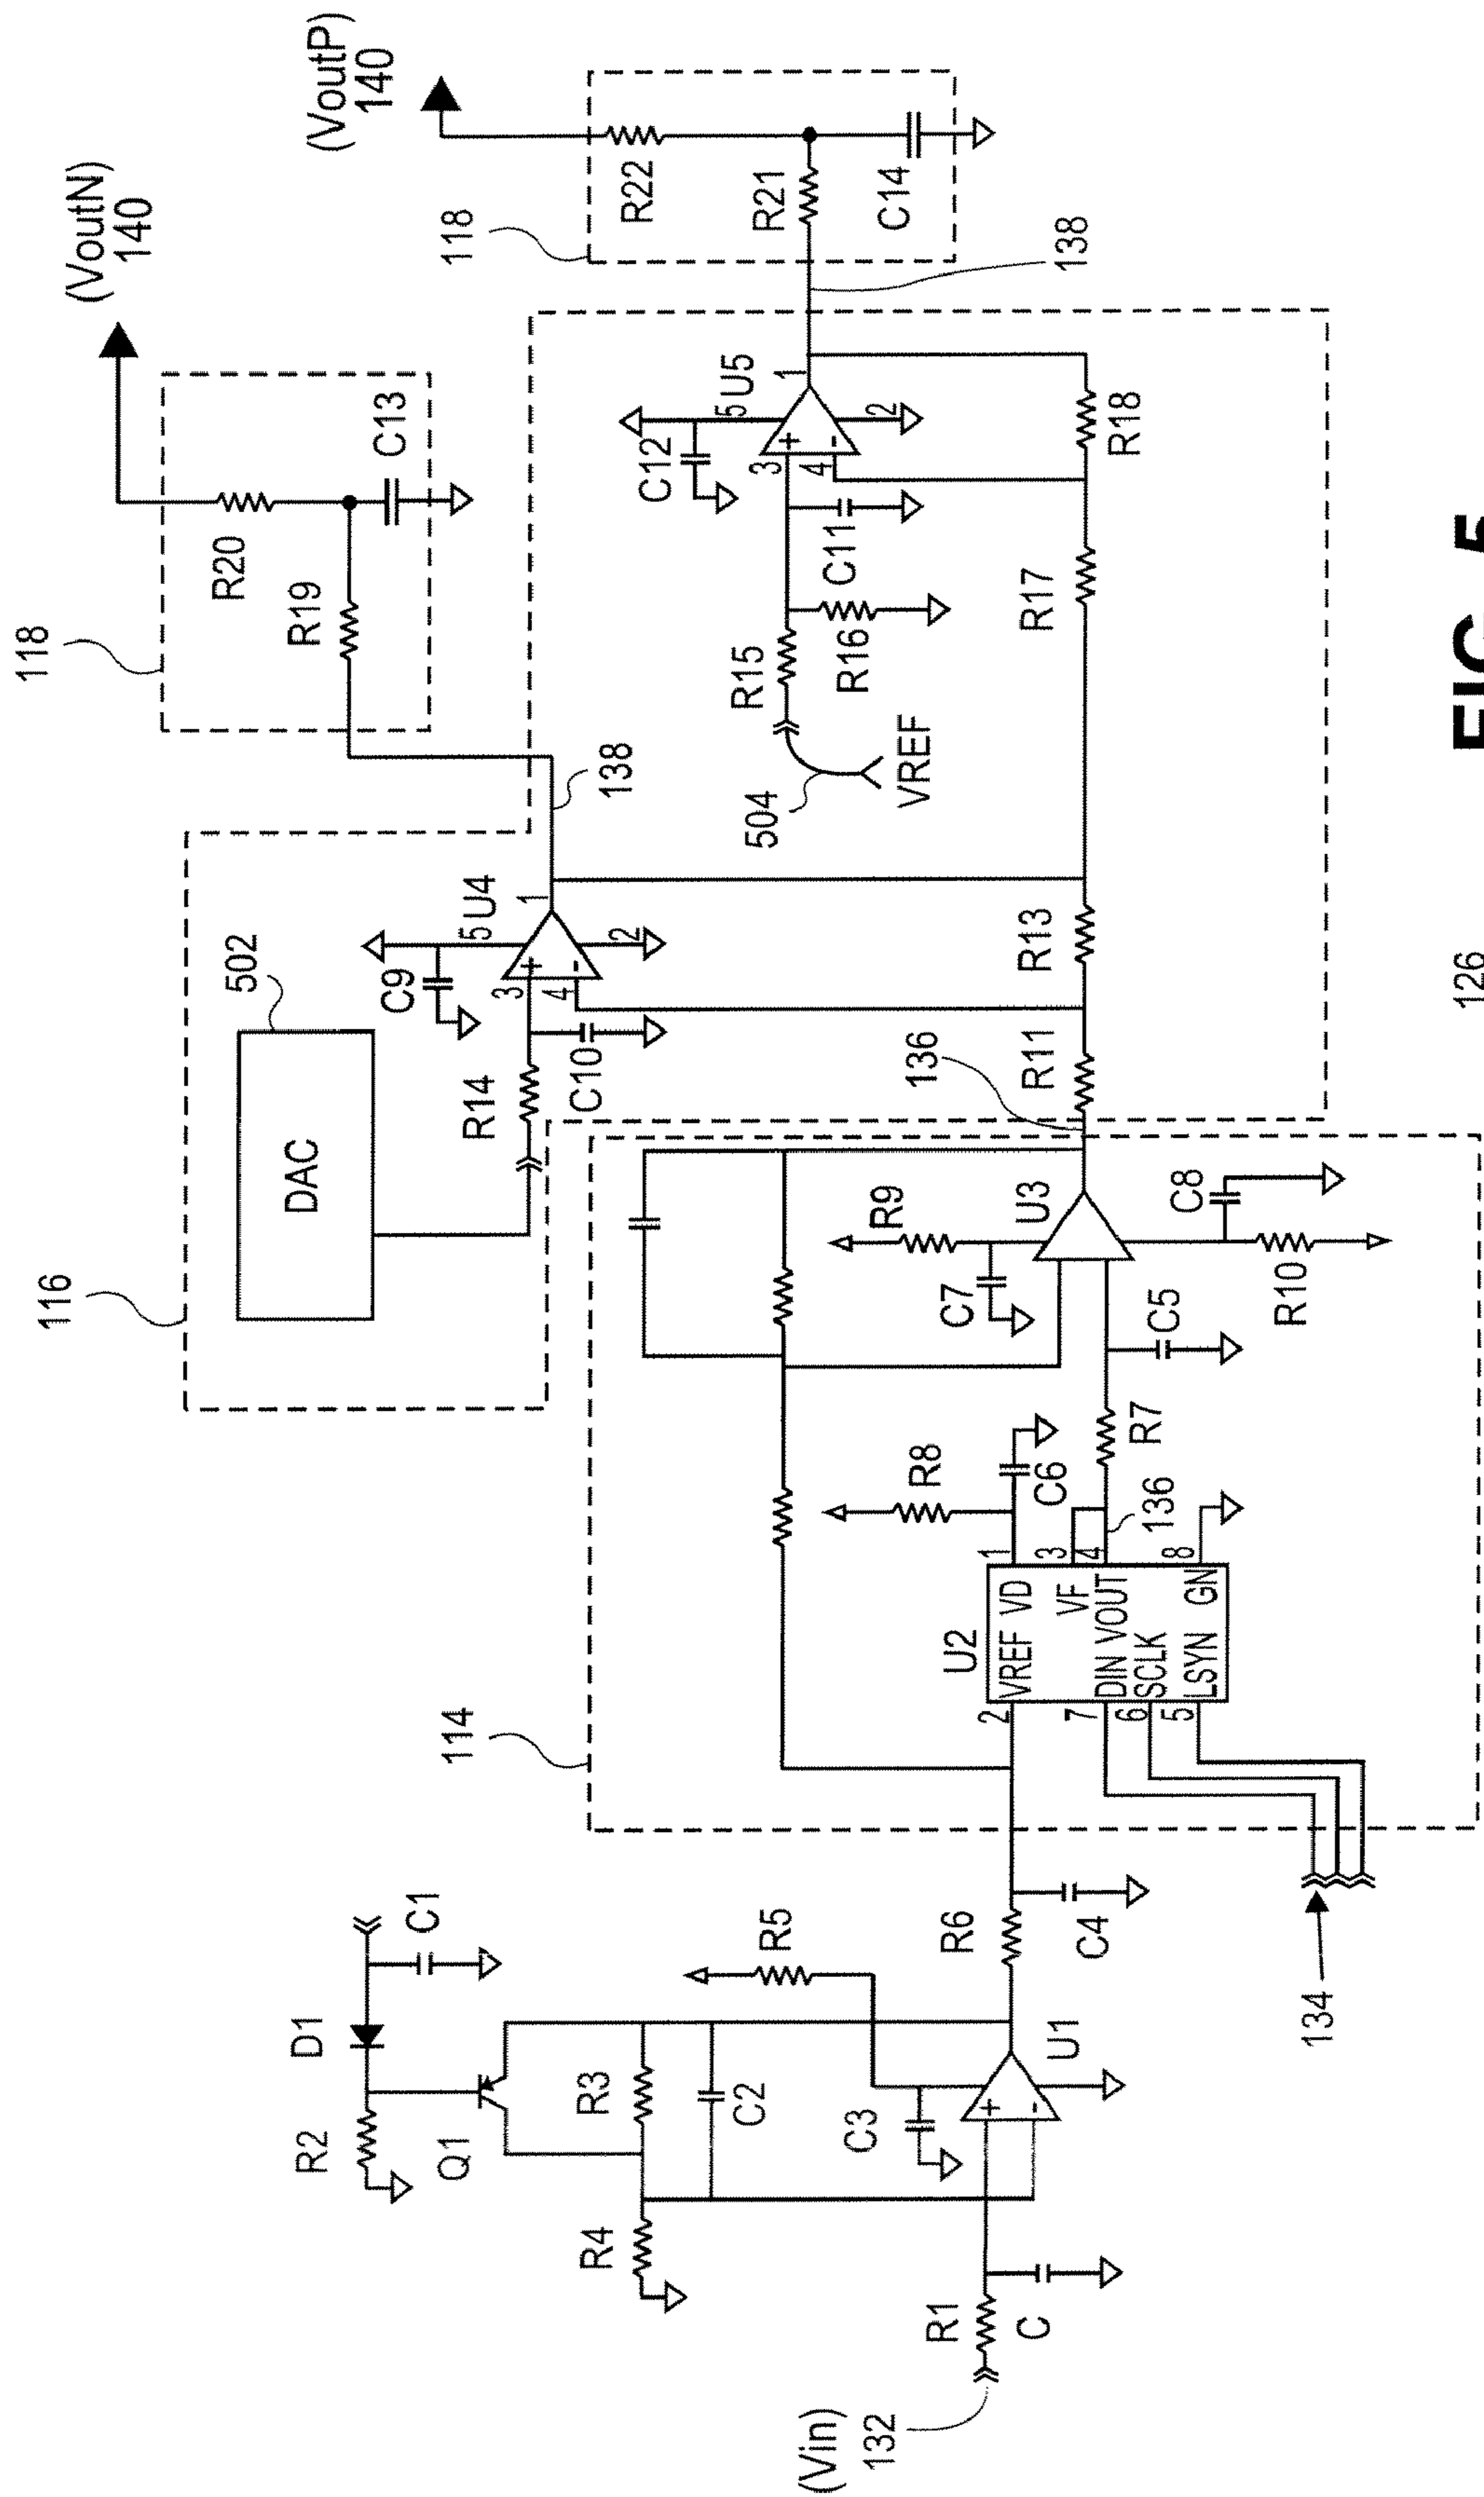 (VoutN)
140
(VoutP)
140
118
R20
R19
C13
118
R22
R21
C14
138
116
502
DAC
C9
5
U4
3
4
1
2
R14
C10
138
C12
5
U5
3
4
1
2
R15
R16
C11
504
VREF
R17
R18
R13
R11
136
114
R9
U3
C7
C8
C5
R10
R8
C6
R7
136
U2
1
3
4
8
VREF VD
VF
DIN VOUT
SCLK
LSYN GN
2
7
6
5
134
D1
C1
R2
Q1
R3
C2
R4
C3
R5
+
-
U1
R6
C4
R1
C
(Vin)
132
126
FIG. 5